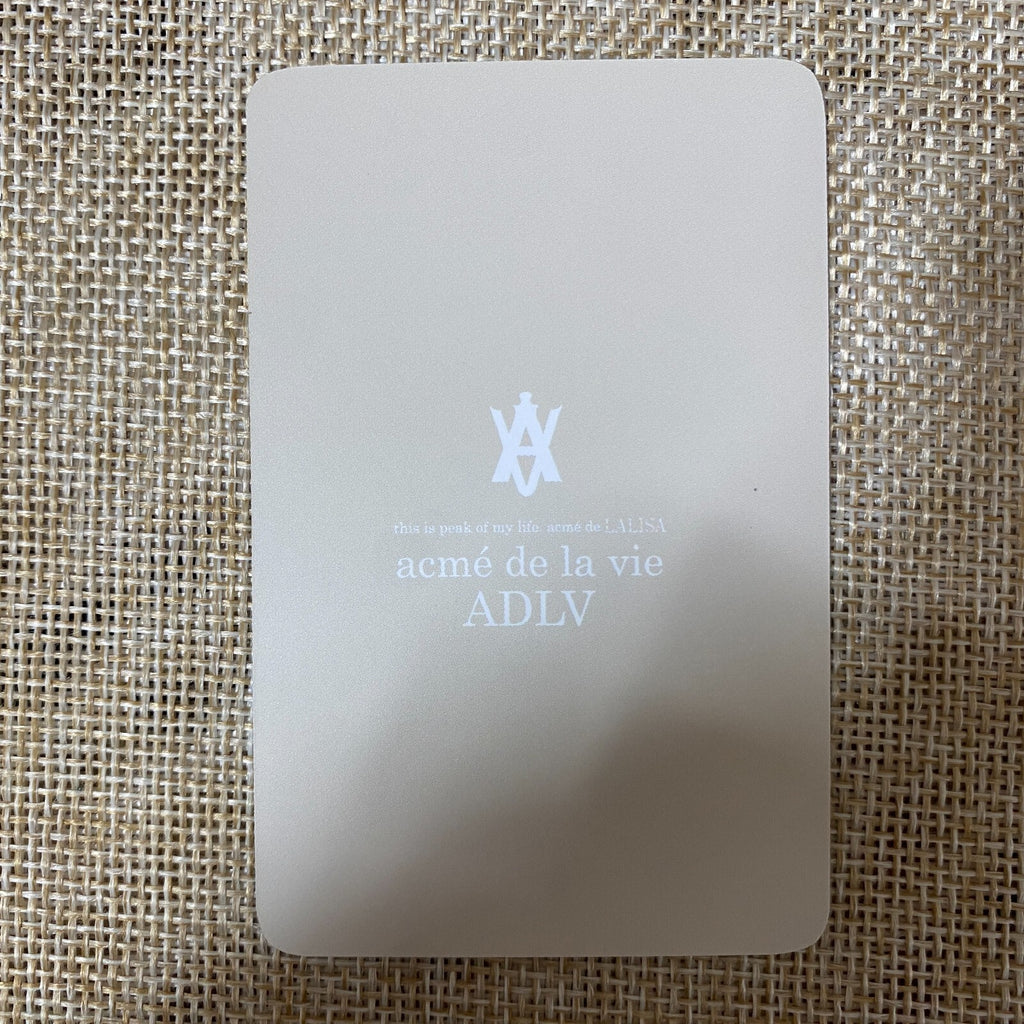 this is peak of my life. acmé de LALISA
acmé de la vie
ADLV